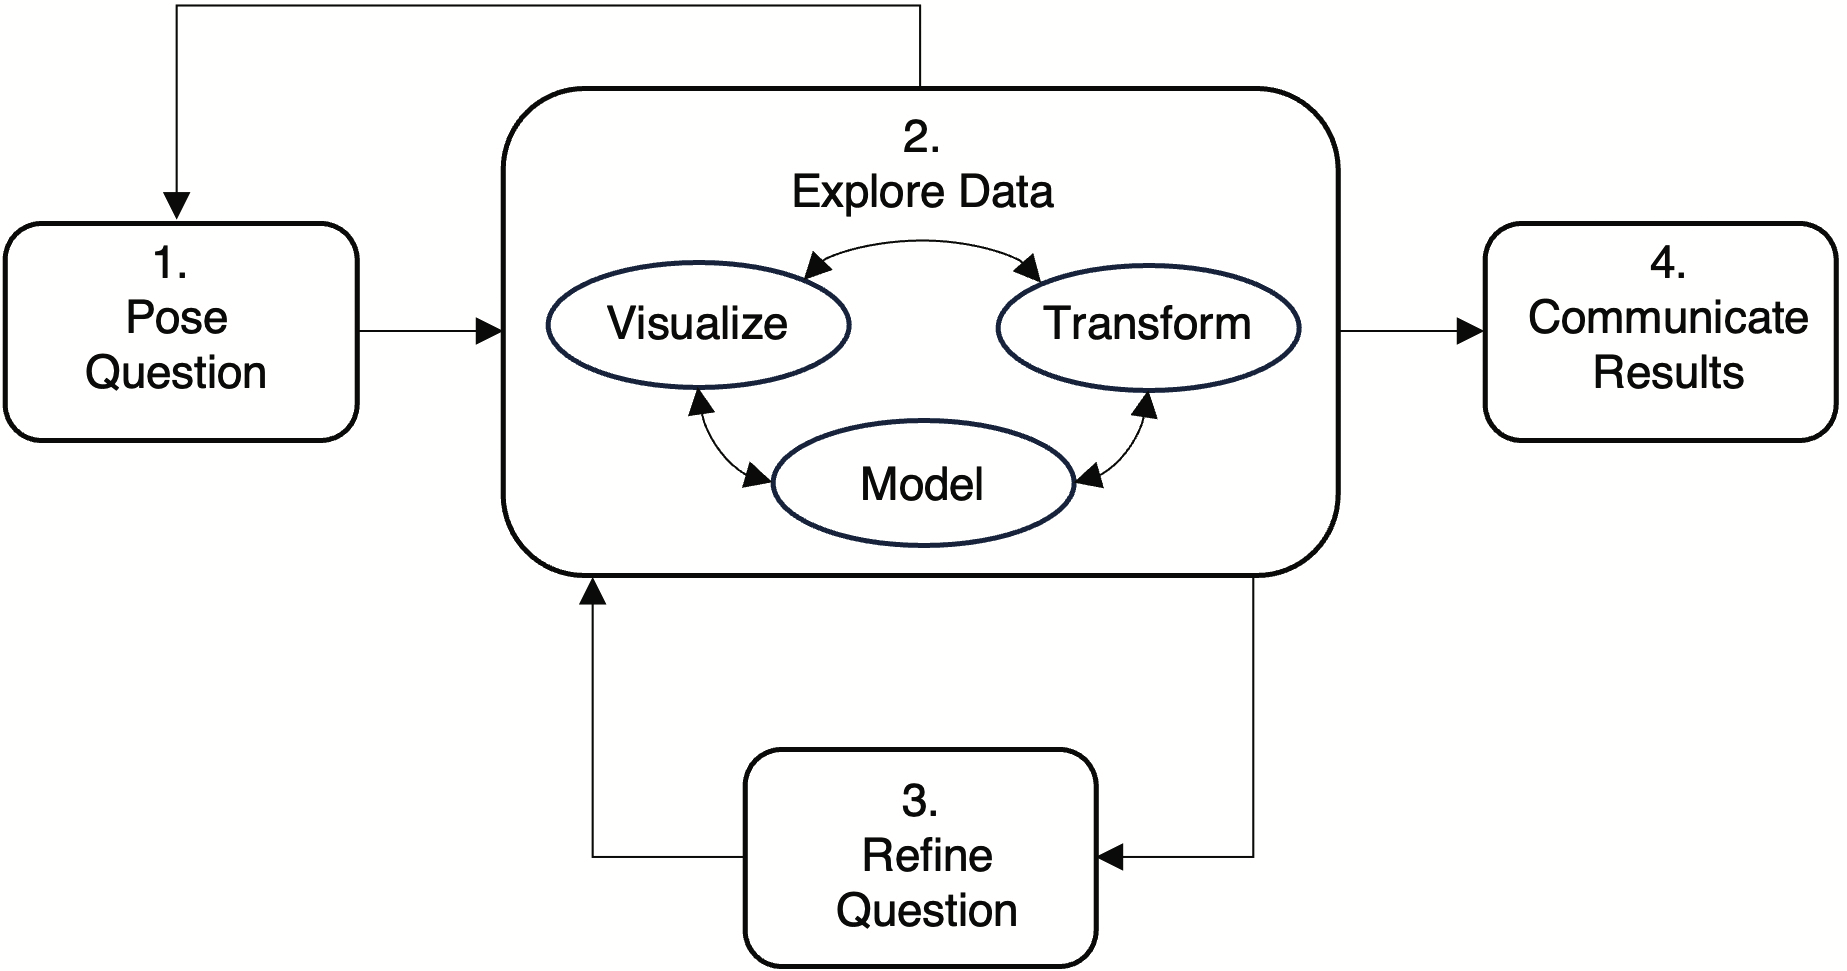 1.
Pose
Question
2.
Explore Data
Visualize
Transform
Model
3.
Refine
Question
4.
Communicate
Results